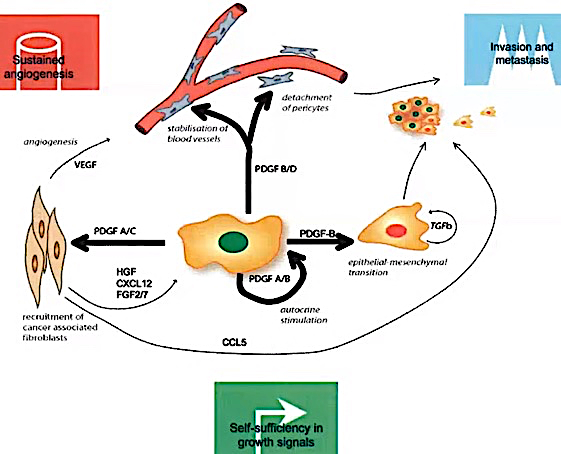 Sustained
angiogenesis
Invasion and
metastasis
detachment
of pericytes
stabilisation of
blood vessels
angiogenesis
VEGF
PDGF B/D
PDGF A/C
PDGF-B
TGFb
epithelial-mesenchymal
transition
HGF
CXCL12
FGF2/7
PDGF A/B
autocrine
stimulation
recruitment of
cancer associated
fibroblasts
CCL5
Self-sufficiency in
growth signals